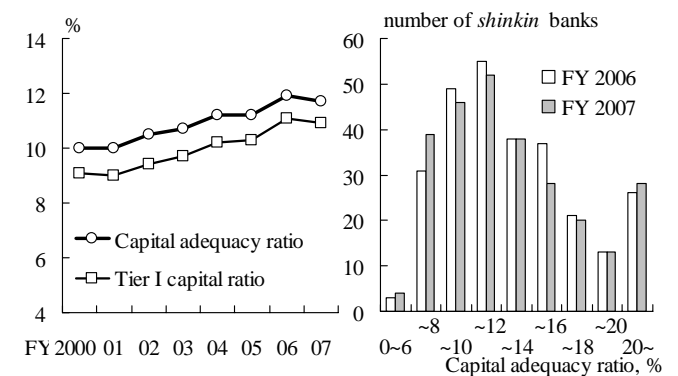 %
14
12
10
8
6
4
Capital adequacy ratio
Tier I capital ratio
FY 2000 01 02 03 04 05 06 07
number of shinkin banks
60
50
40
30
20
10
0
FY 2006
FY 2007
~8 ~12 ~16 ~20
0~6 ~10 ~14 ~18 20~
Capital adequacy ratio, %